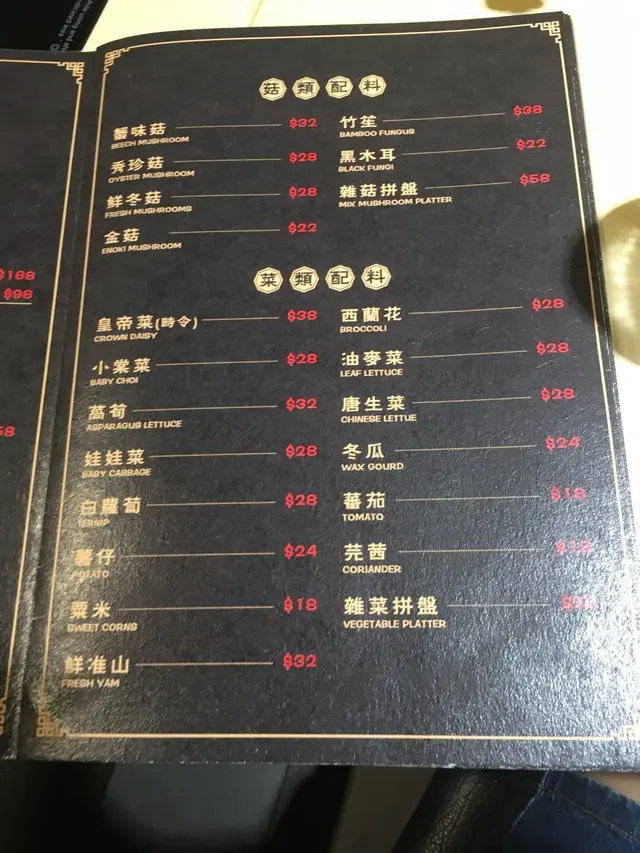 菇類配料
蟹味菇 $32
BEECH MUSHROOM
秀珍菇 $28
OYSTER MUSHROOM
鮮冬菇 $28
FRESH MUSHROOMS
金菇 $22
ENOKI MUSHROOM
竹笙 $38
BAMBOO FUNGUS
黑木耳 $22
BLACK FUNGI
雜菇拼盤 $58
MIX MUSHROOM PLATTER
菜類配料
皇帝菜(時令) $38
CROWN DAISY
小棠菜 $28
BABY CHOI
萵筍 $32
ASPARAGUS LETTUCE
娃娃菜 $28
BABY CABBAGE
白蘿蔔 $28
TERNIP
薯仔 $24
POTATO
粟米 $18
SWEET CORNS
鮮准山 $32
FRESH YAM
西蘭花 $28
BROCCOLI
油麥菜 $28
LEAF LETTUCE
唐生菜 $28
CHINESE LETTUE
冬瓜 $24
WAX GOURD
蕃茄 $18
TOMATO
芫茜
CORIANDER
雜菜拼盤
VEGETABLE PLATTER
$168
$98